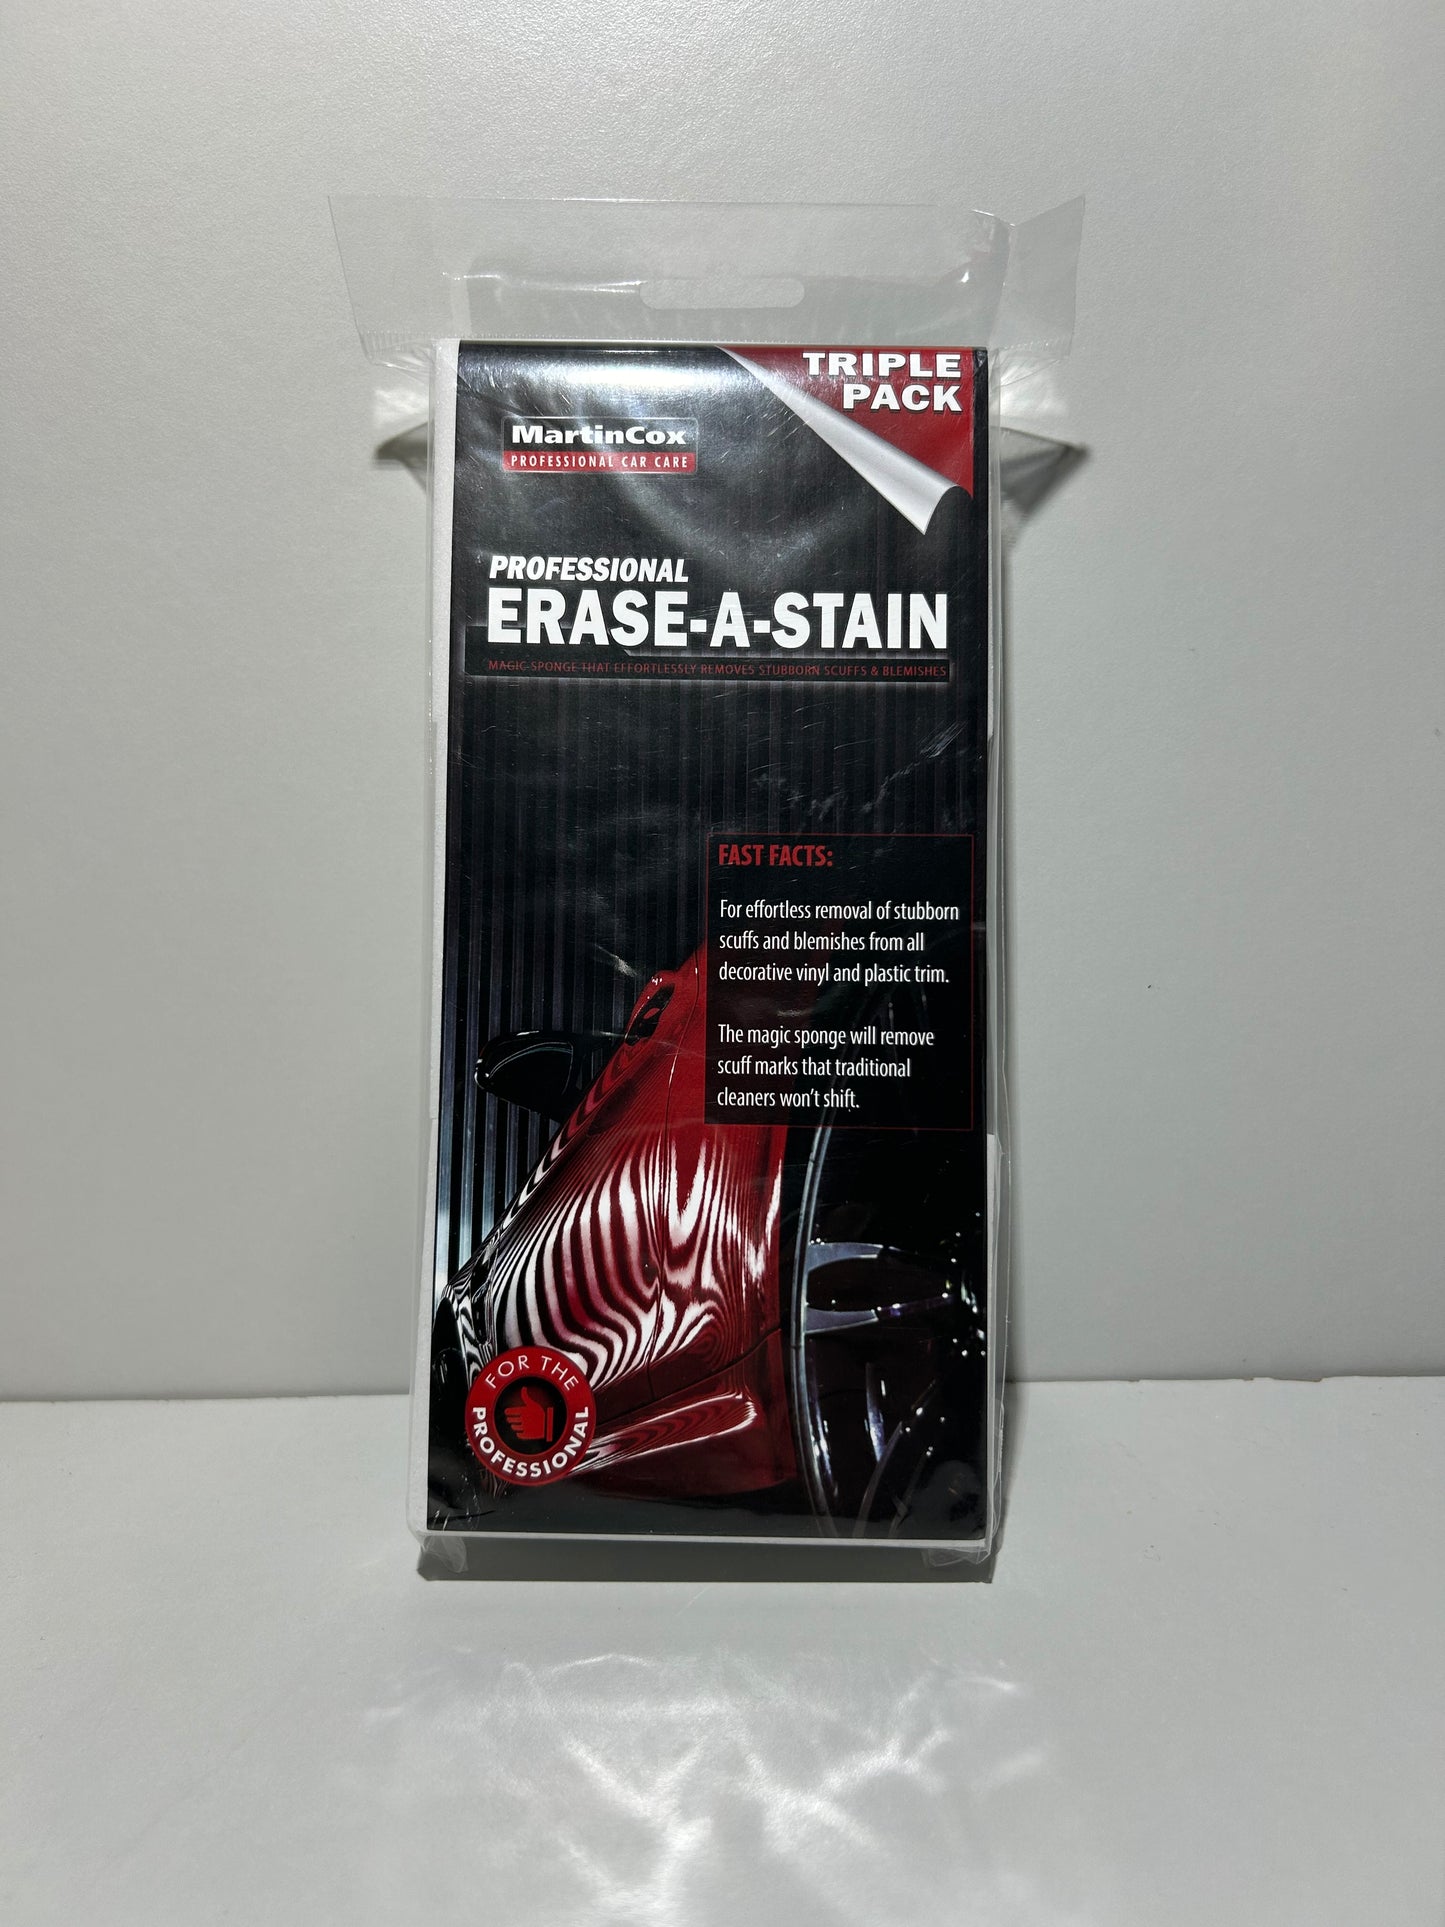 TRIPLE
PACK
MartinCox
PROFESSIONAL CAR CARE
PROFESSIONAL
ERASE-A-STAIN
MAGIC-SPONGE THAT EFFORTLESSLY REMOVES STUBBORN SCUFFS & BLEMISHES
FAST FACTS:
For effortless removal of stubborn
scuffs and blemishes from all
decorative vinyl and plastic trim.
The magic sponge will remove
scuff marks that traditional
cleaners won't shift.
FOR THE
PROFESSIONAL